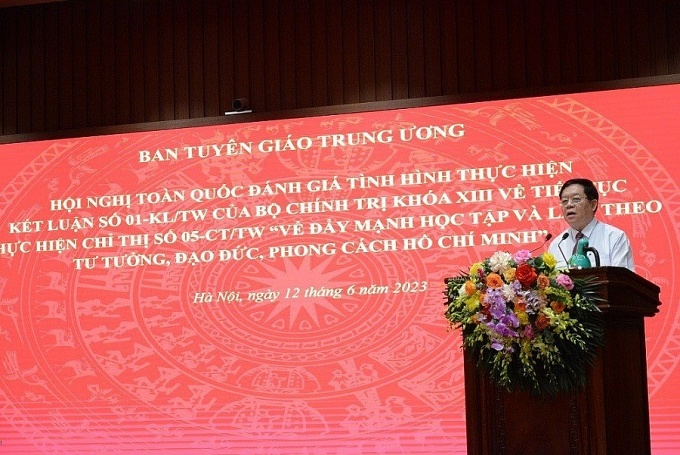 BAN TUYÊN GIÁO TRUNG ƯƠNG
HỘI NGHỊ TOÀN QUỐC ĐÁNH GIÁ TÌNH HÌNH THỰC HIỆN
KẾT LUẬN SỐ 01-KL/TW CỦA BỘ CHÍNH TRỊ KHÓA XIII VỀ TIẾP TỤC
HỰC HIỆN CHỈ THỊ SỐ 05-CT/TW “VỀ ĐẨY MẠNH HỌC TẬP VÀ THEO
TƯ TƯỞNG, ĐẠO ĐỨC, PHONG CÁCH HỒ CHÍ MINH”
Hà Nội, ngày 12 tháng 6 năm 2023